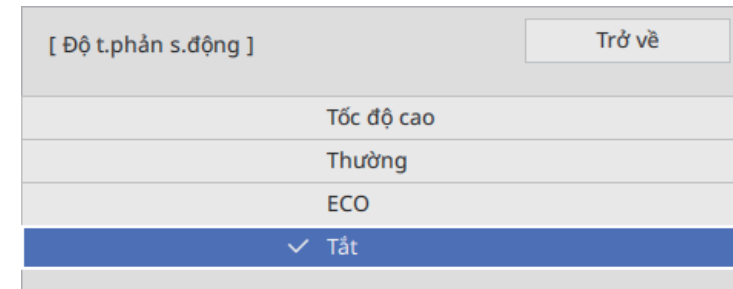 [ Độ t.phản s.động ]
Trở về
Tốc độ cao
Thường
ECO
Tắt